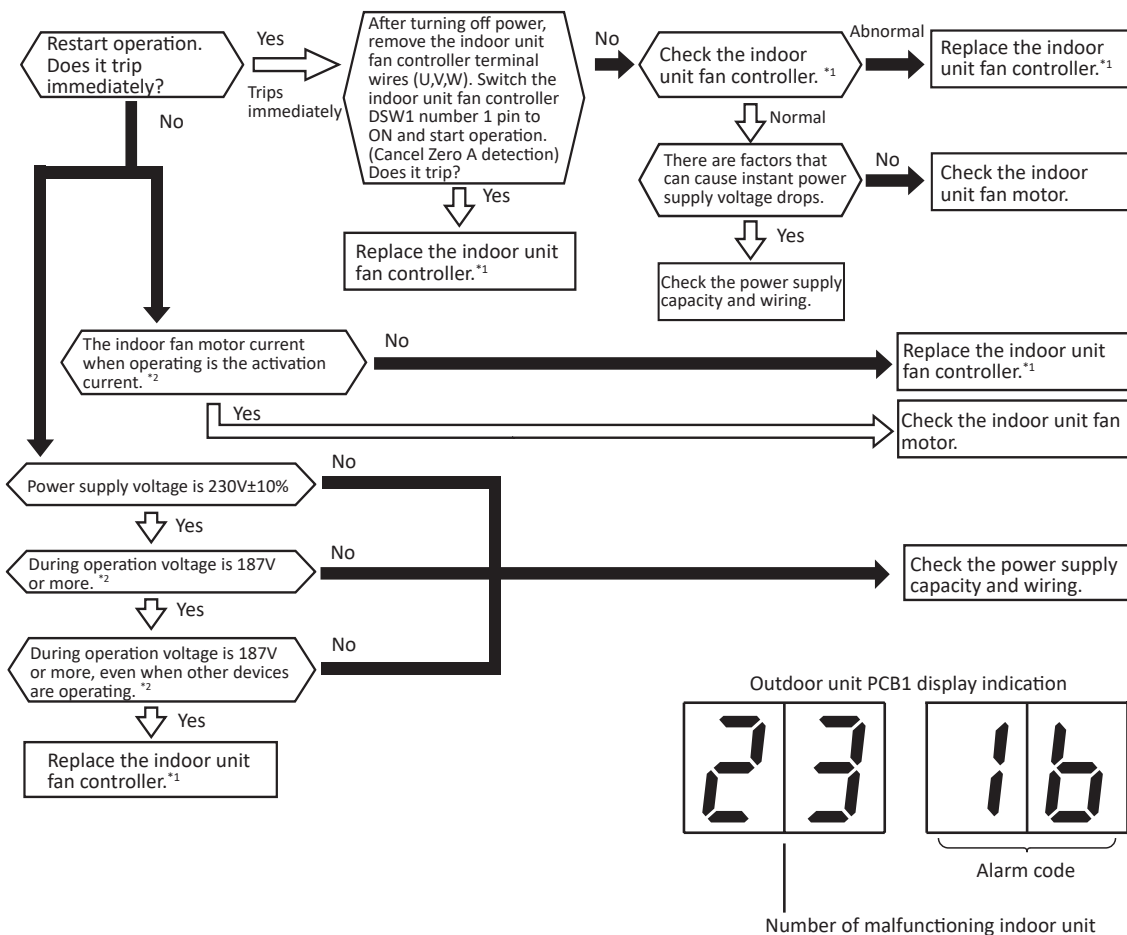 Restart operation.
Does it trip
immediately?
Yes
Trips
immediately
After turning off power,
remove the indoor unit
fan controller terminal
wires (U,V,W). Switch the
indoor unit fan controller
DSW1 number 1 pin to
ON and start operation.
(Cancel Zero A detection)
Does it trip?
No
Check the indoor
unit fan controller. *1
Abnormal
Replace the indoor
unit fan controller.*1
Normal
There are factors that
can cause instant power
supply voltage drops.
No
Check the indoor
unit fan motor.
Yes
Check the power supply
capacity and wiring.
Yes
Replace the indoor unit
fan controller.*1
No
The indoor fan motor current
when operating is the activation
current. *2
No
Replace the indoor unit
fan controller.*1
Yes
Check the indoor unit fan
motor.
Power supply voltage is 230V±10%
No
Yes
During operation voltage is 187V
or more. *2
No
Check the power supply
capacity and wiring.
Yes
During operation voltage is 187V
or more, even when other devices
are operating. *2
No
Yes
Replace the indoor unit
fan controller.*1
Outdoor unit PCB1 display indication
23 1b
Alarm code
Number of malfunctioning indoor unit